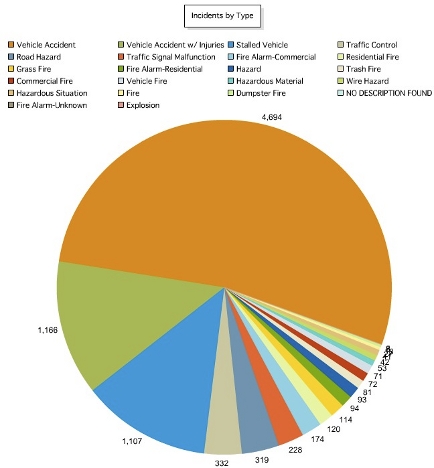 Incidents by Type
Vehicle Accident Vehicle Accident w/ Injuries Stalled Vehicle Traffic Control
Road Hazard Traffic Signal Malfunction Fire Alarm-Commercial Residential Fire
Grass Fire Fire Alarm-Residential Hazard Trash Fire
Commercial Fire Vehicle Fire Hazardous Material Wire Hazard
Hazardous Situation Fire Dumpster Fire NO DESCRIPTION FOUND
Fire Alarm-Unknown Explosion
4,694
42
53
71
72
81
93
94
114
120
174
228
319
332
1,107
1,166